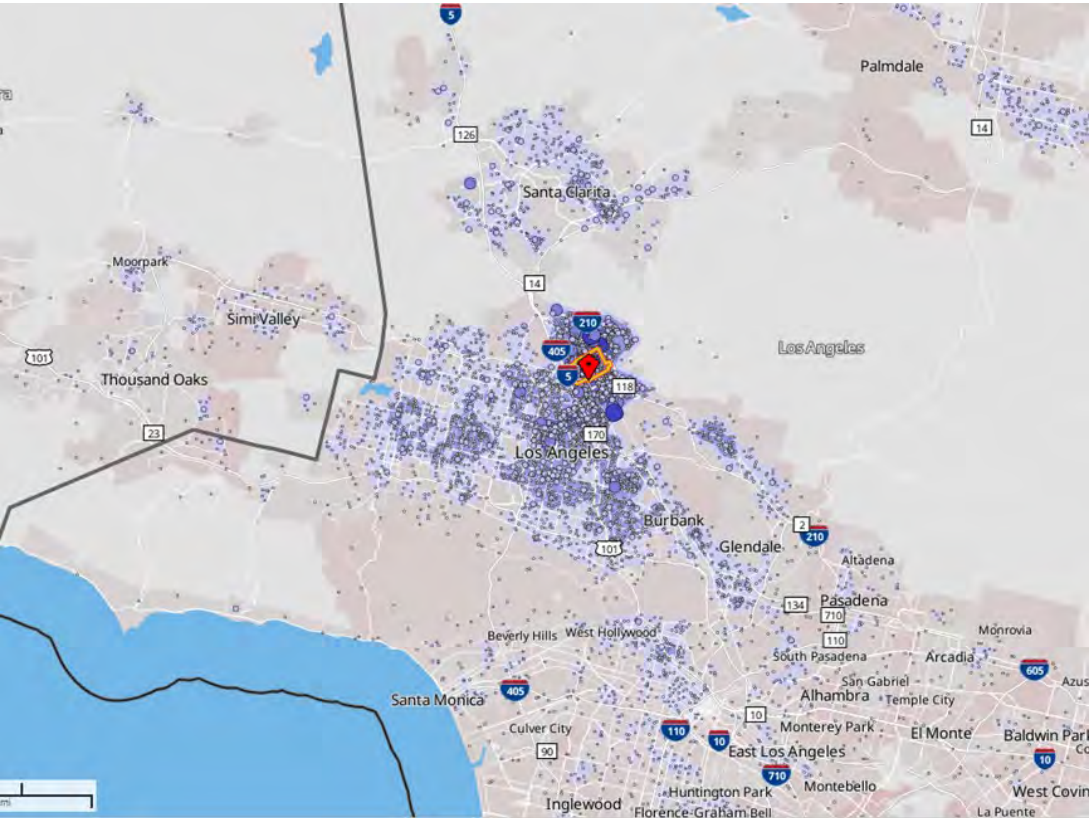 5
Palmdale
126
14
Santa Clarita
Moorpark
14
Simi Valley
210
Los Angeles
405
101
5
Thousand Oaks
118
23
170
Los Angeles
Burbank
2
210
101
Glendale
Altadena
134
Pasadena
710
Beverly Hills
West Hollywood
110
Monrovia
South Pasadena
Arcadia
605
San Gabriel
Azus
Santa Monica
405
Alhambra
Temple City
10
Culver City
110
Monterey Park
El Monte
Baldwin Park
10
90
East Los Angeles
10
710
Huntington Park
Montebello
West Covin
mi
Inglewood
Florence-Graham
Bell
La Puente